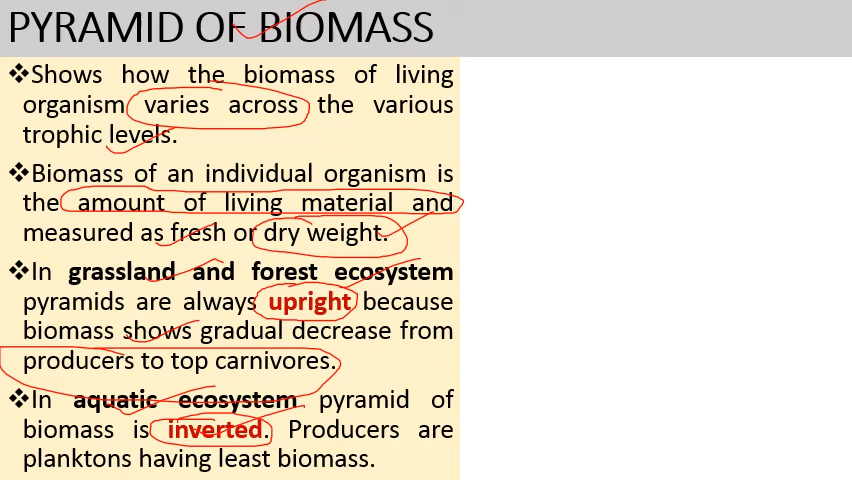 PYRAMID OF BIOMASS
❖Shows how the biomass of living
organism varies across the various
trophic levels.
❖Biomass of an individual organism is
the amount of living material and
measured as fresh or dry weight.
❖In grassland and forest ecosystem
pyramids are always upright because
biomass shows gradual decrease from
producers to top carnivores.
❖In aquatic ecosystem pyramid of
biomass is inverted. Producers are
planktons having least biomass.